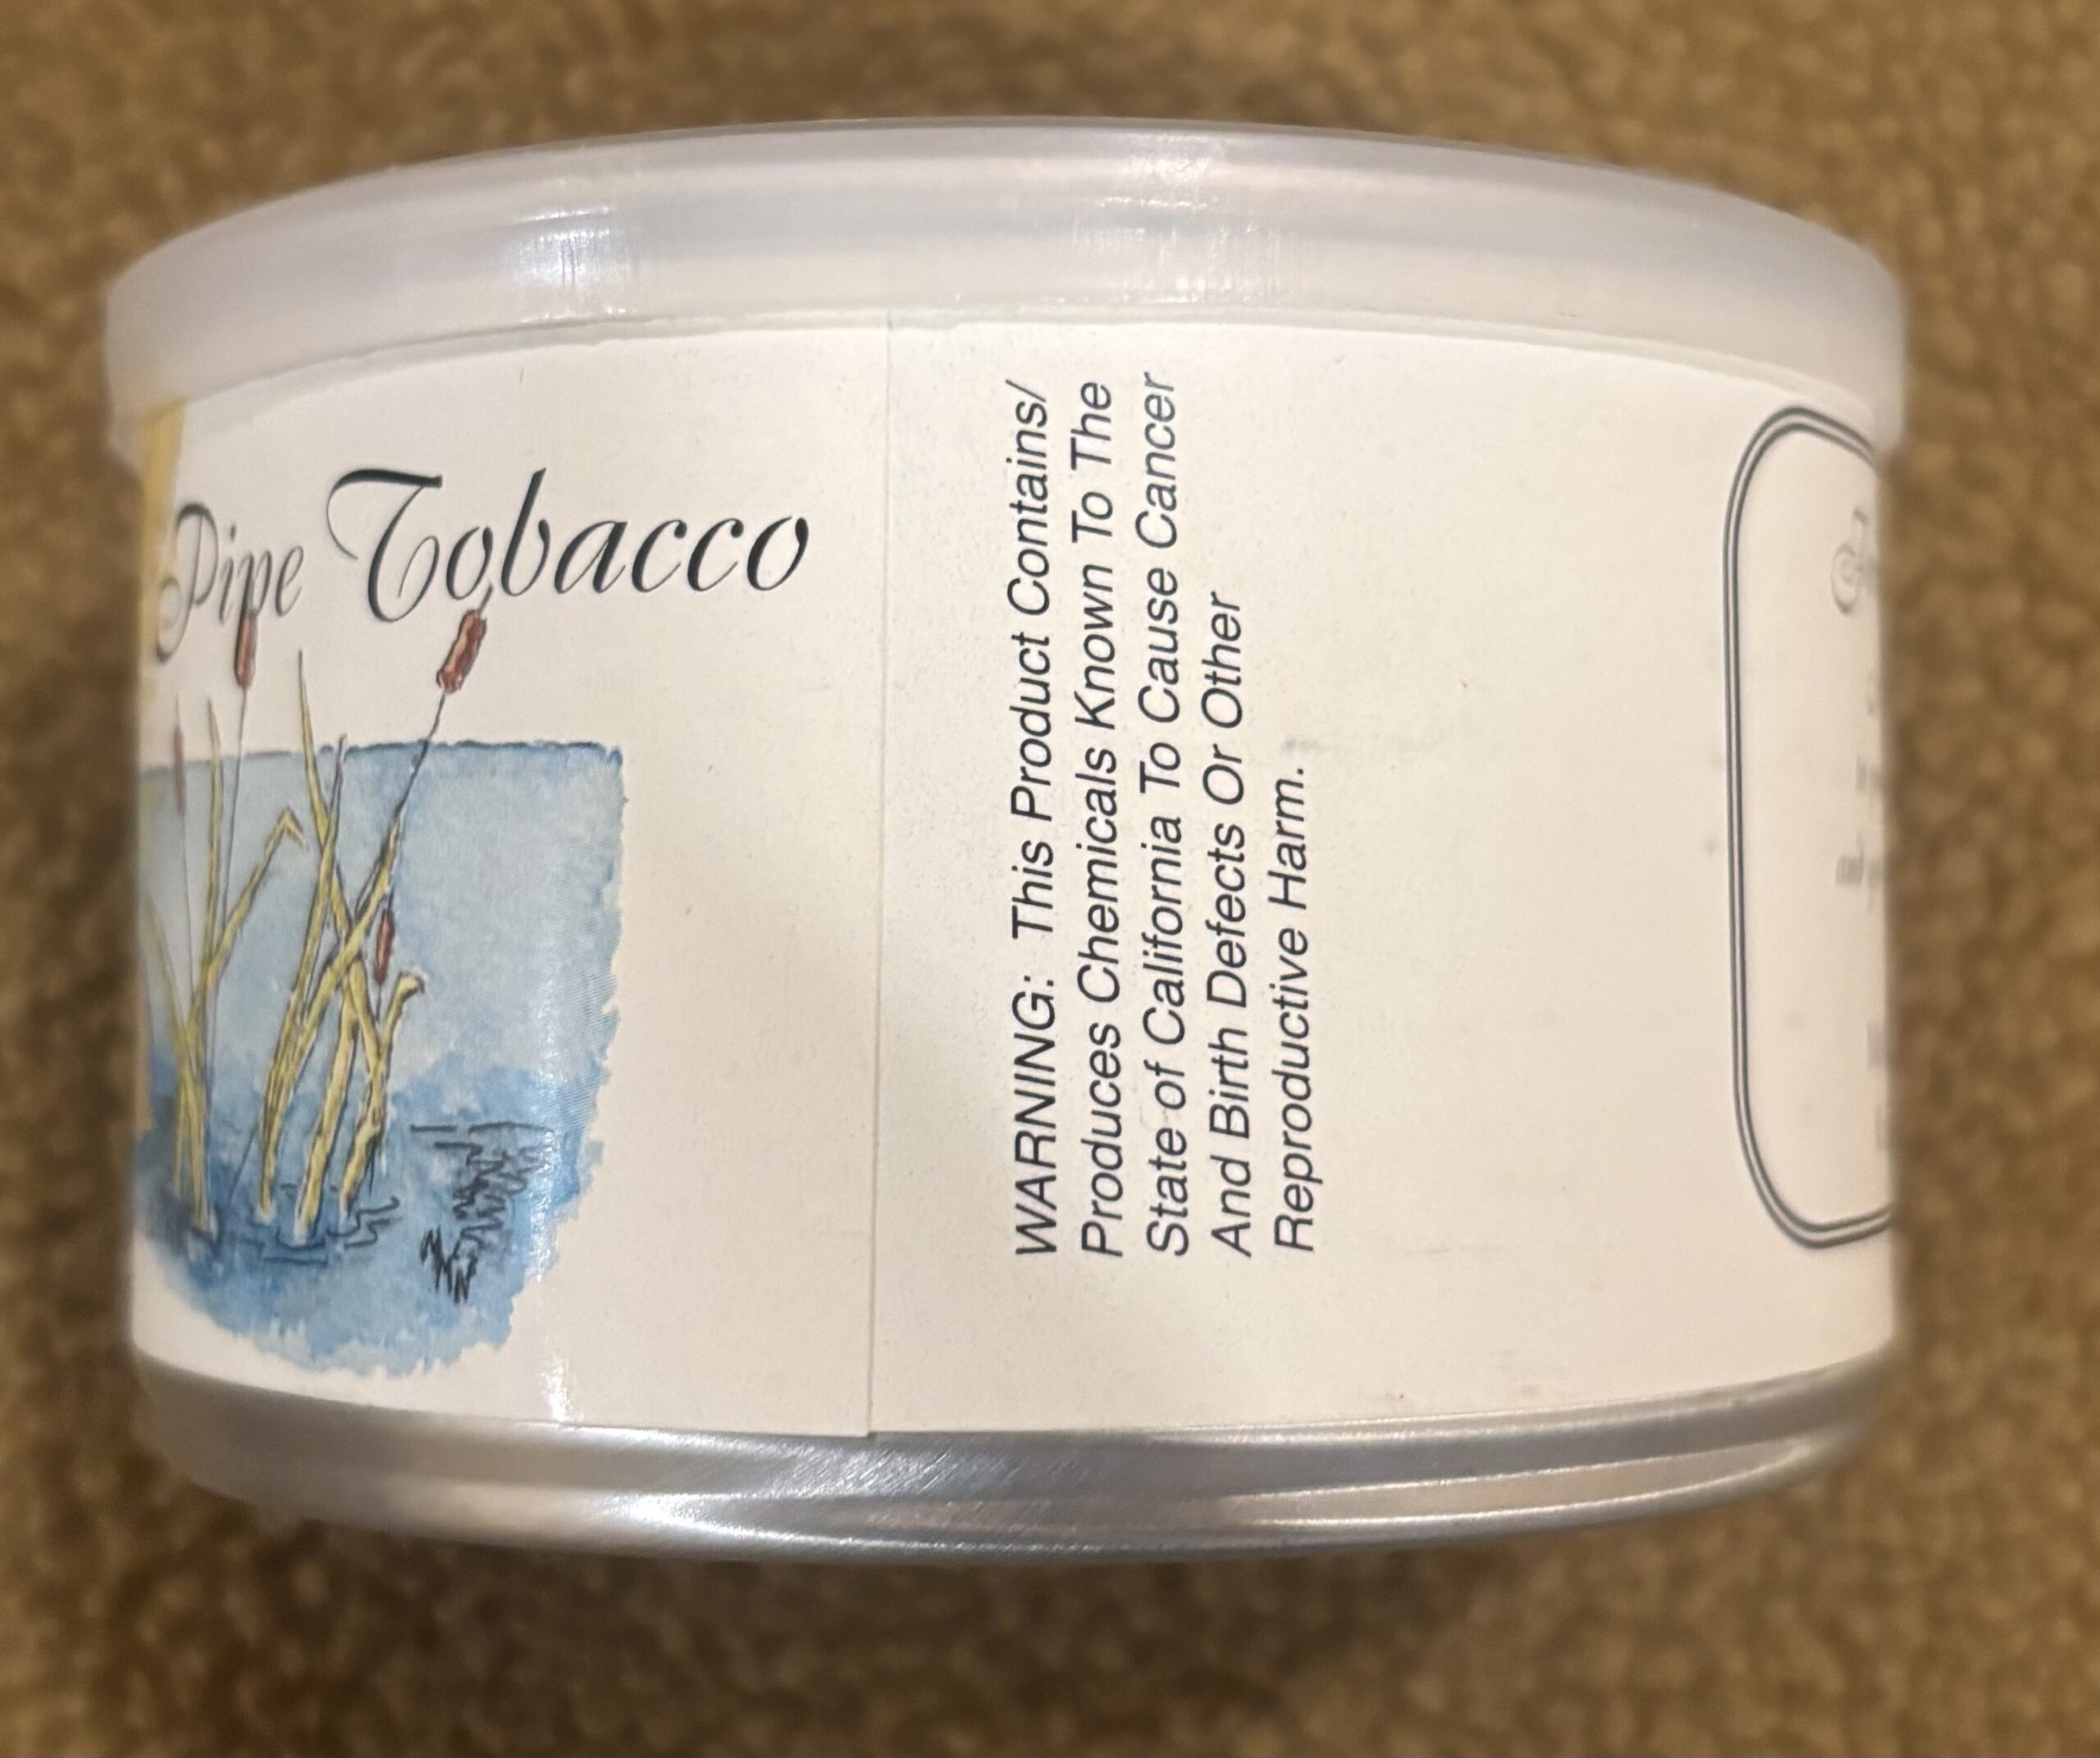 Pipe Tobacco
WARNING: This Product Contains/
Produces Chemicals Known To The
State of California To Cause Cancer
And Birth Defects Or Other
Reproductive Harm.